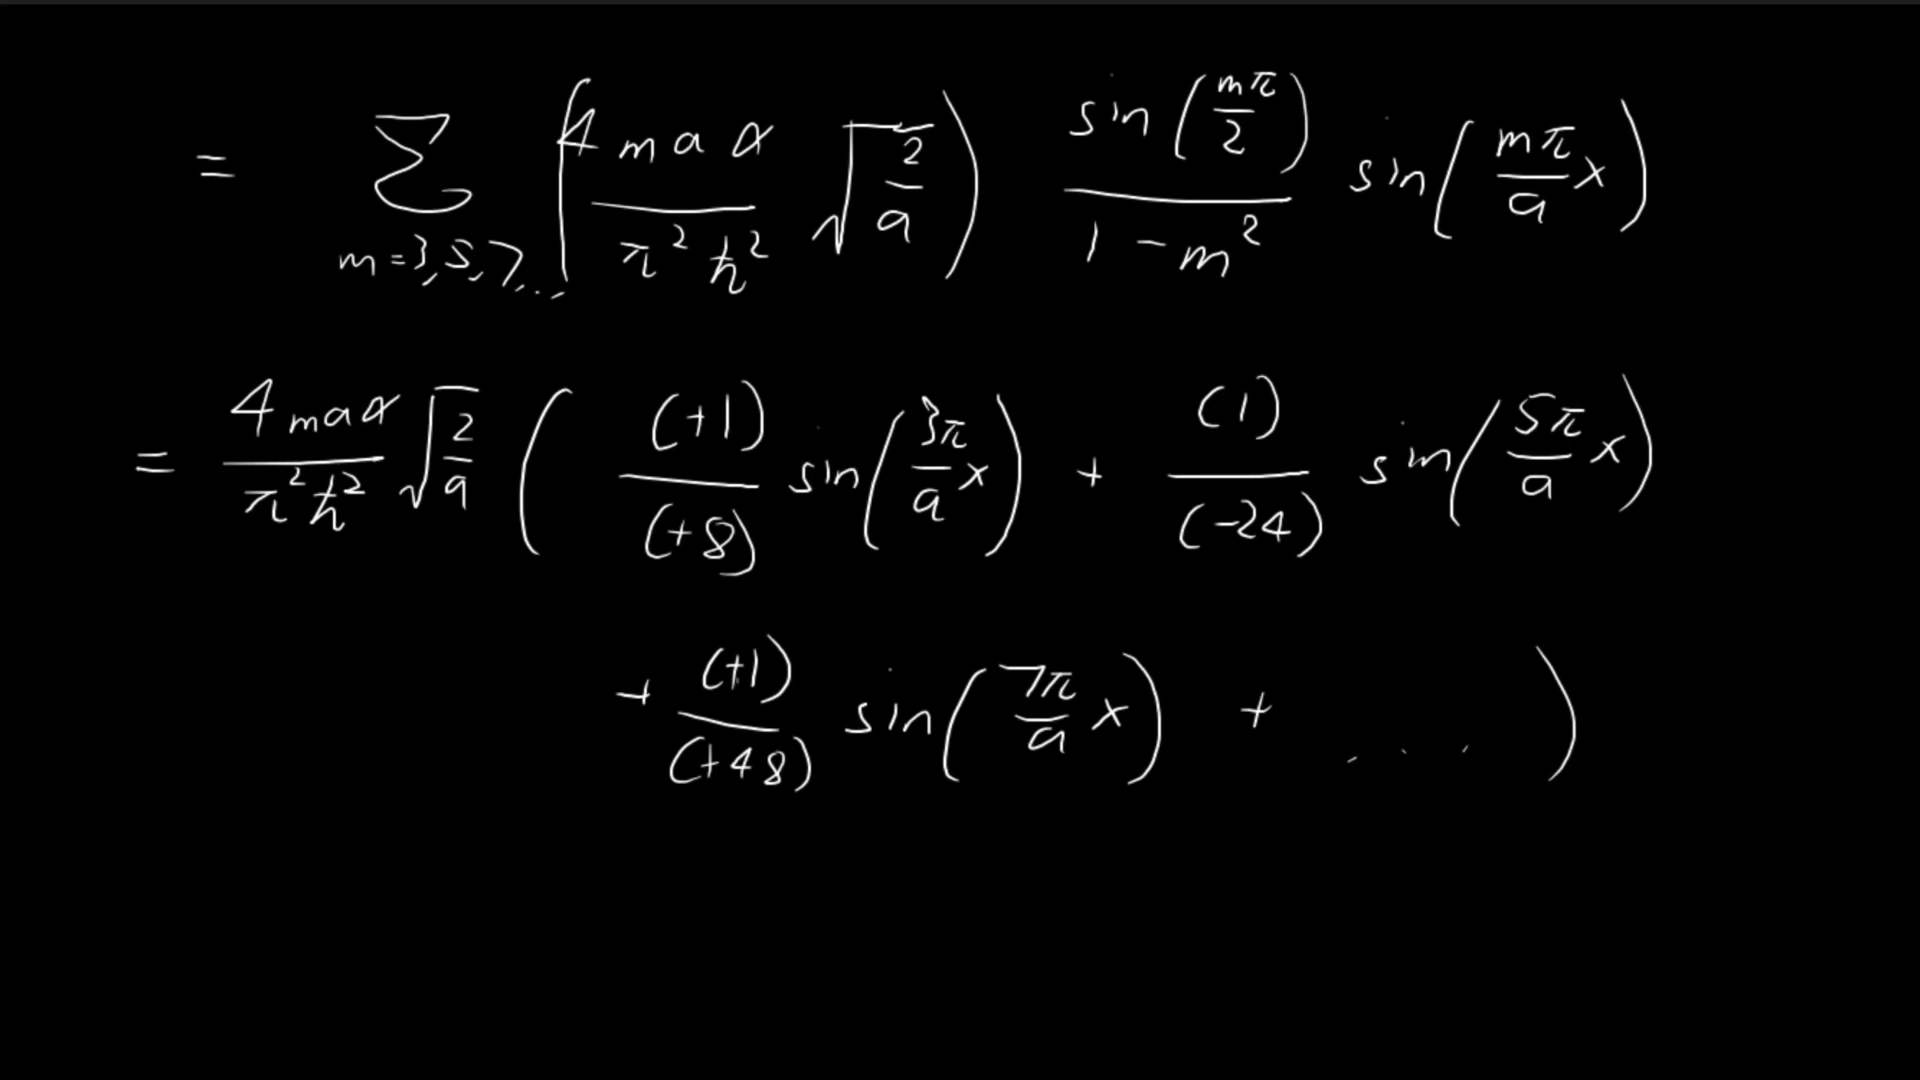 = Σ_{m=3,5,7,...} (4maα/π²ħ² √(2/a)) sin(mπ/2)/(1-m²) sin(mπ/a x)
= 4maα/π²ħ² √(2/a) ( (+1)/(+8) sin(3π/a x) + (1)/(-24) sin(5π/a x)
+ (+1)/(+48) sin(7π/a x) + ... )